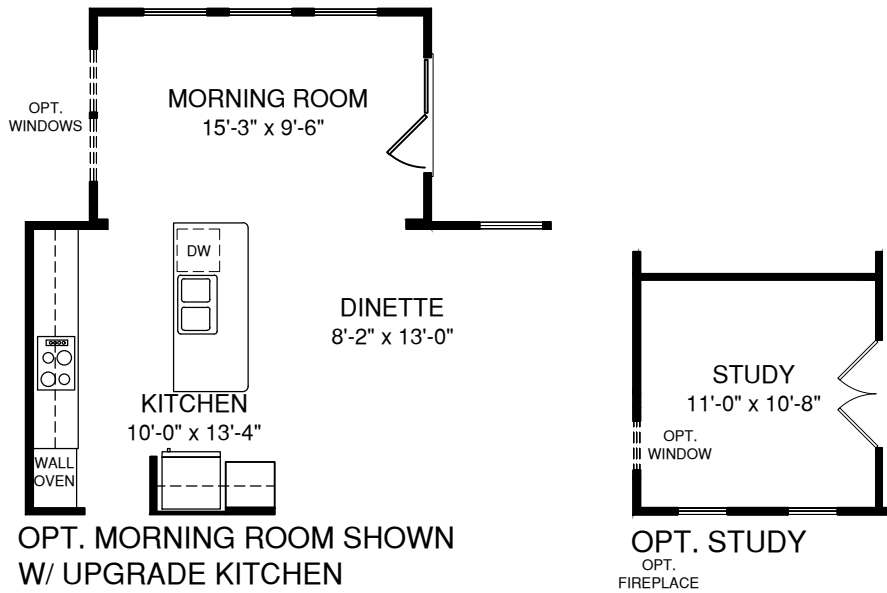 MORNING ROOM
15'-3" x 9'-6"
OPT.
WINDOWS
DW
DINETTE
8'-2" x 13'-0"
KITCHEN
10'-0" x 13'-4"
WALL
OVEN
OPT. MORNING ROOM SHOWN
W/ UPGRADE KITCHEN
STUDY
11'-0" x 10'-8"
OPT.
WINDOW
OPT. STUDY
OPT.
FIREPLACE